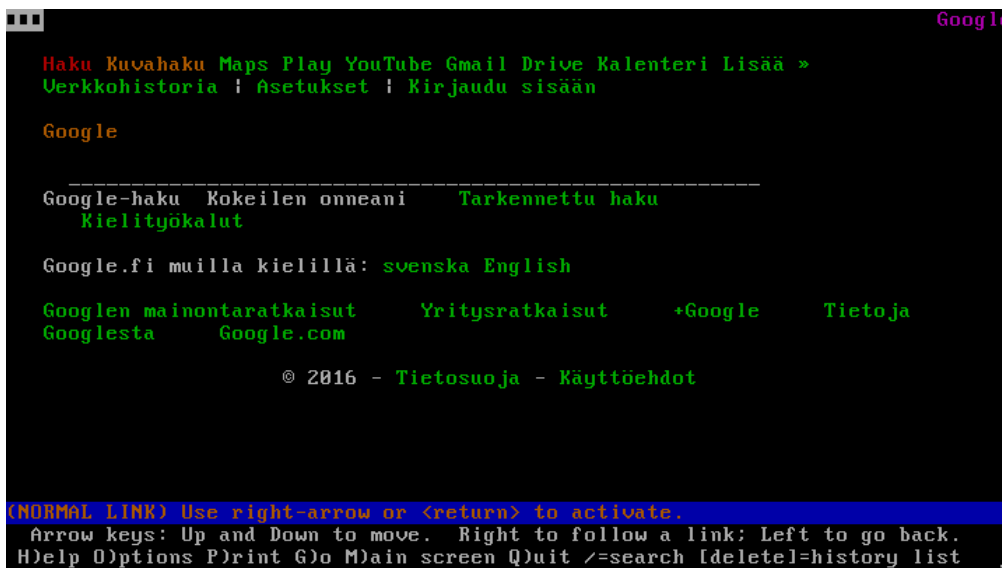 Google
Haku Kuvahaku Maps Play YouTube Gmail Drive Kalenteri Lisää »
Verkkohistoria | Asetukset | Kirjaudu sisään
Google
Google-haku Kokeilen onneani Tarkennettu haku
Kielityökalut
Google.fi muilla kielillä: svenska English
Googlen mainontaratkaisut Yritysratkaisut +Google Tietoja
Googlesta Google.com
© 2016 - Tietosuoja - Käyttöehdot
(NORMAL LINK) Use right-arrow or <return> to activate.
Arrow keys: Up and Down to move. Right to follow a link; Left to go back.
H)elp O)ptions P)rint G)o M)ain screen Q)uit /=search [delete]=history list